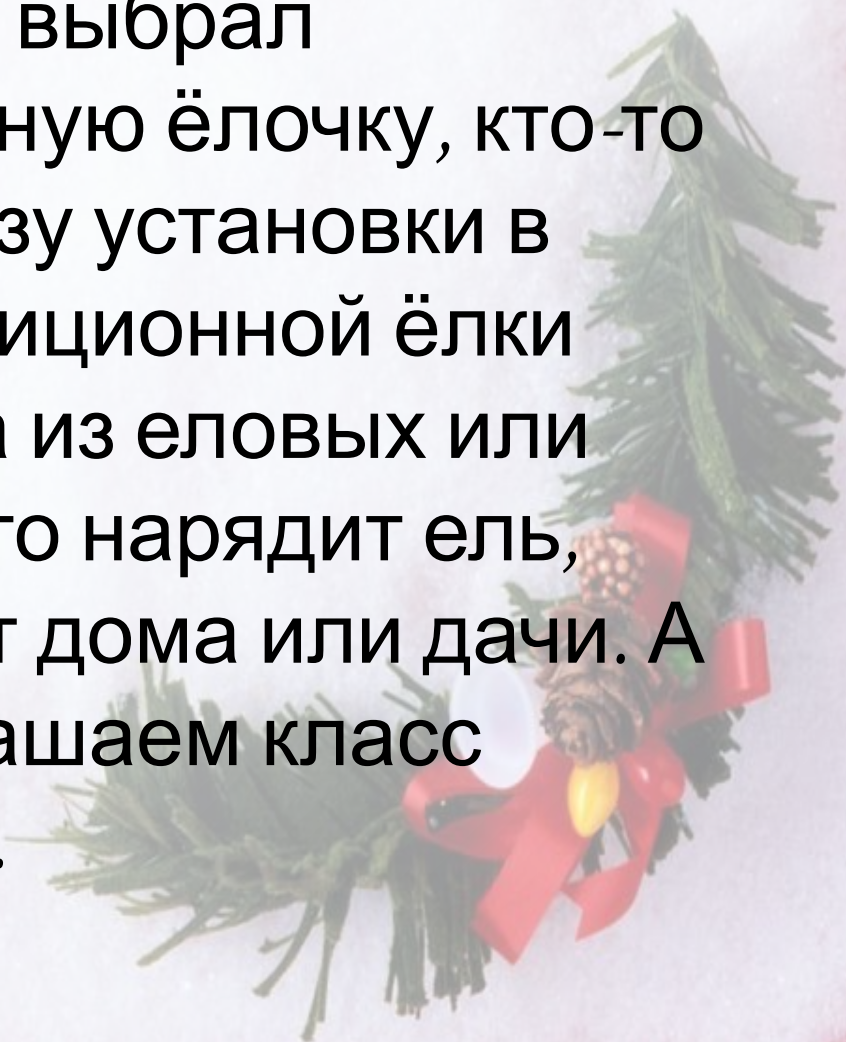 выбрал
ную ёлочку, кто-то
зу установки в
иционной ёлки
а из еловых или
то нарядит ель,
т дома или дачи. А
ашаем класс
.